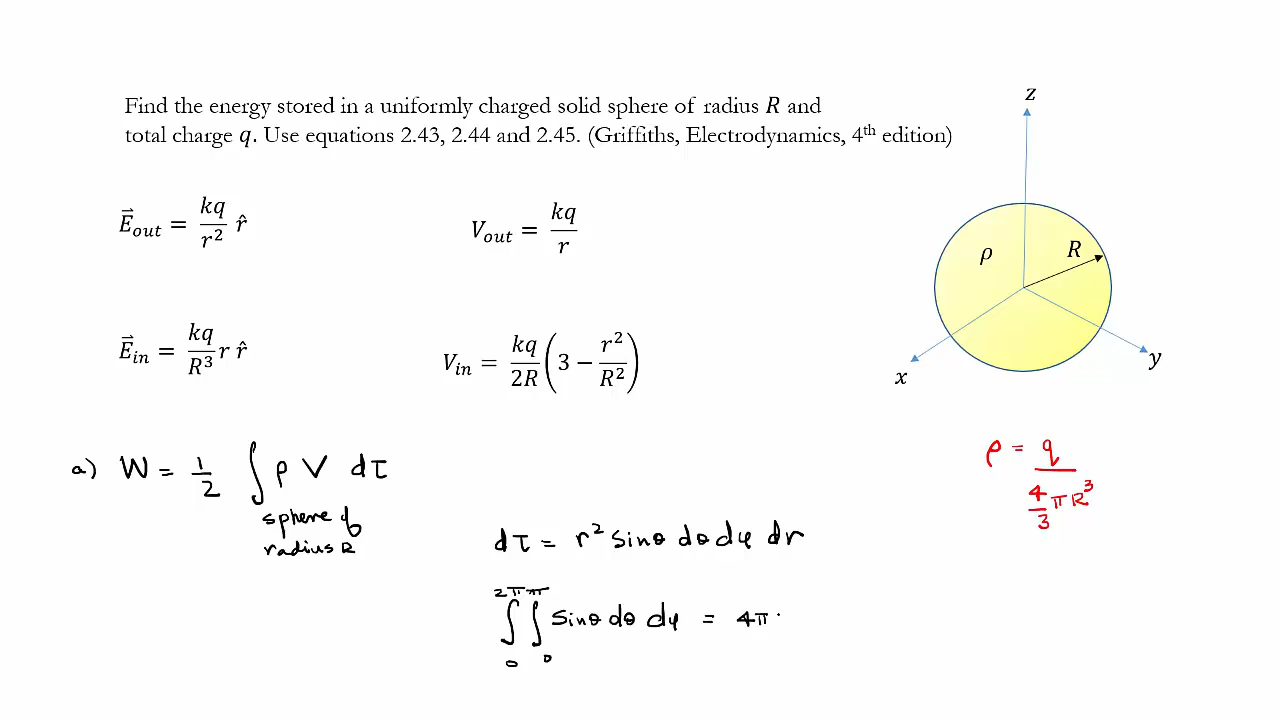 Find the energy stored in a uniformly charged solid sphere of radius R and
total charge q. Use equations 2.43, 2.44 and 2.45. (Griffiths, Electrodynamics, 4th edition)
E⃗out = kq/r² r̂
Vout = kq/r
E⃗in = kq/R³ r r̂
Vin = kq/2R (3 − r²/R²)
z
ρ
R
x
y
a) W = 1/2 ∫ ρ V dτ
sphere of
radius R
ρ = q / (4/3 πR³)
dτ = r² sinθ dθ dφ dr
∫₀^2π ∫₀^π sinθ dθ dφ = 4π